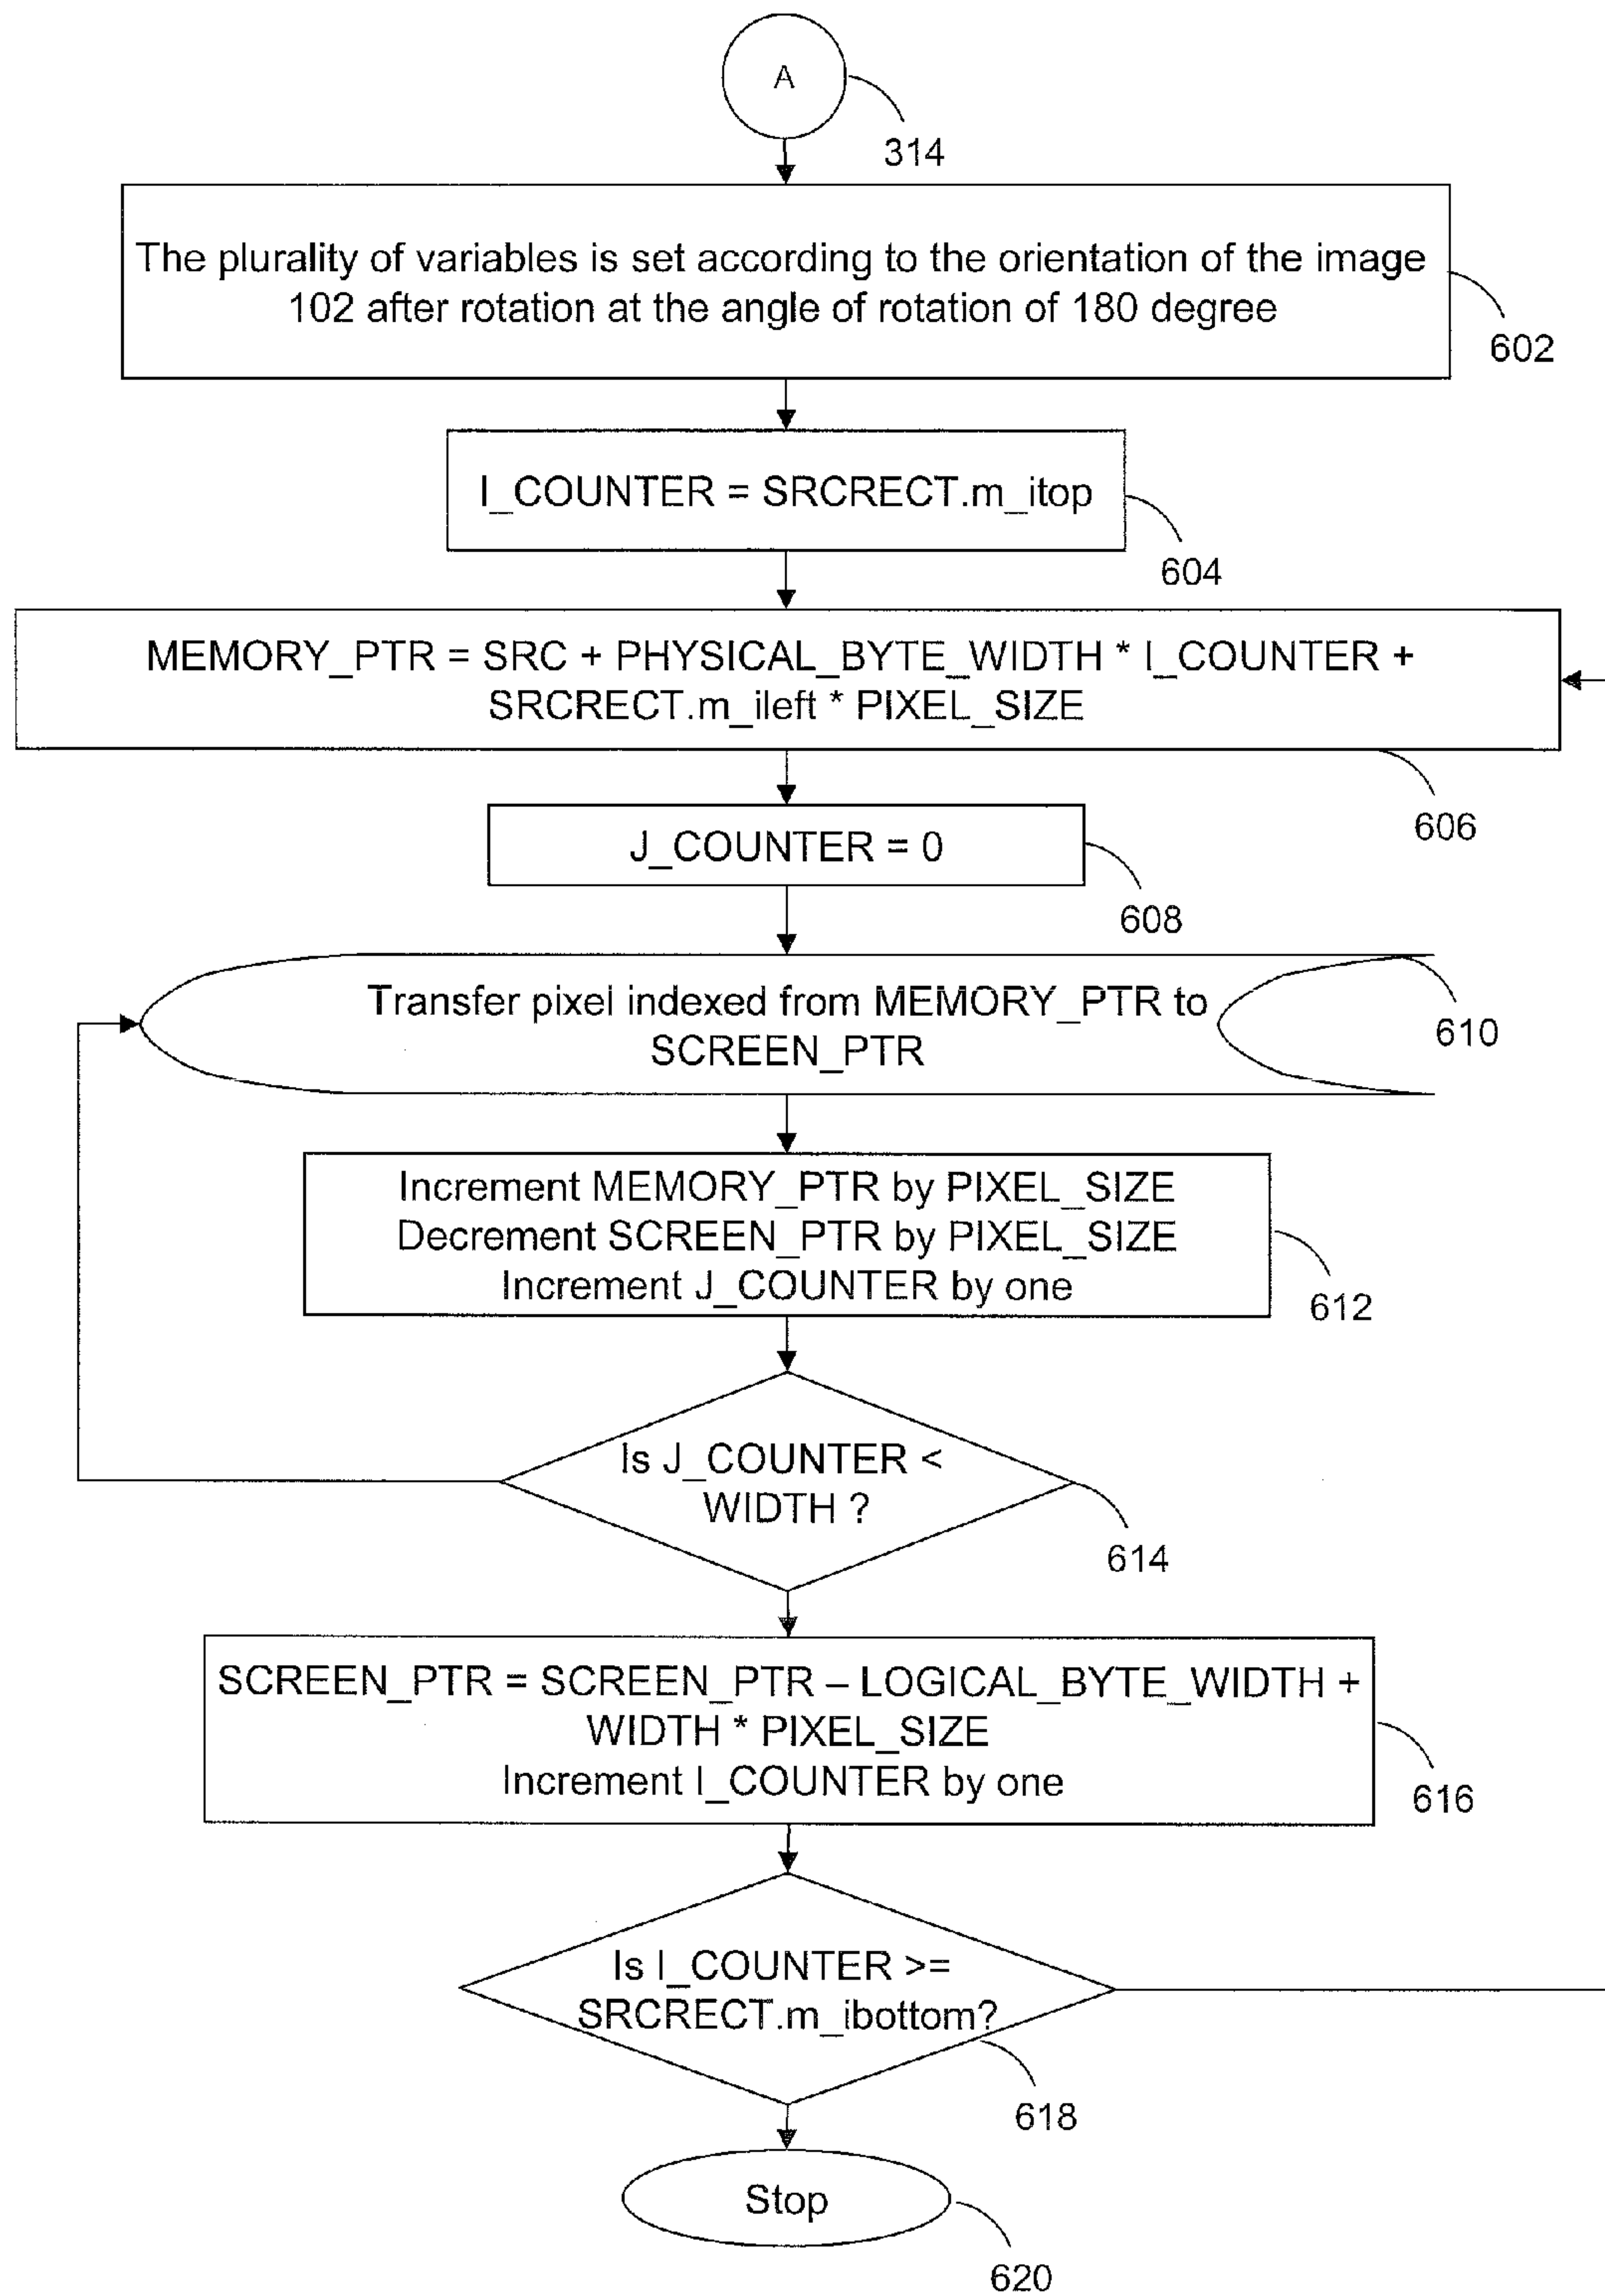 A
314
The plurality of variables is set according to the orientation of the image
102 after rotation at the angle of rotation of 180 degree
602
I_COUNTER = SRCRECT.m_itop
604
MEMORY_PTR = SRC + PHYSICAL_BYTE_WIDTH * I_COUNTER +
SRCRECT.m_ileft * PIXEL_SIZE
606
J_COUNTER = 0
608
Transfer pixel indexed from MEMORY_PTR to
SCREEN_PTR
610
Increment MEMORY_PTR by PIXEL_SIZE
Decrement SCREEN_PTR by PIXEL_SIZE
Increment J_COUNTER by one
612
Is J_COUNTER <
WIDTH ?
614
SCREEN_PTR = SCREEN_PTR – LOGICAL_BYTE_WIDTH +
WIDTH * PIXEL_SIZE
Increment I_COUNTER by one
616
Is I_COUNTER >=
SRCRECT.m_ibottom?
618
Stop
620